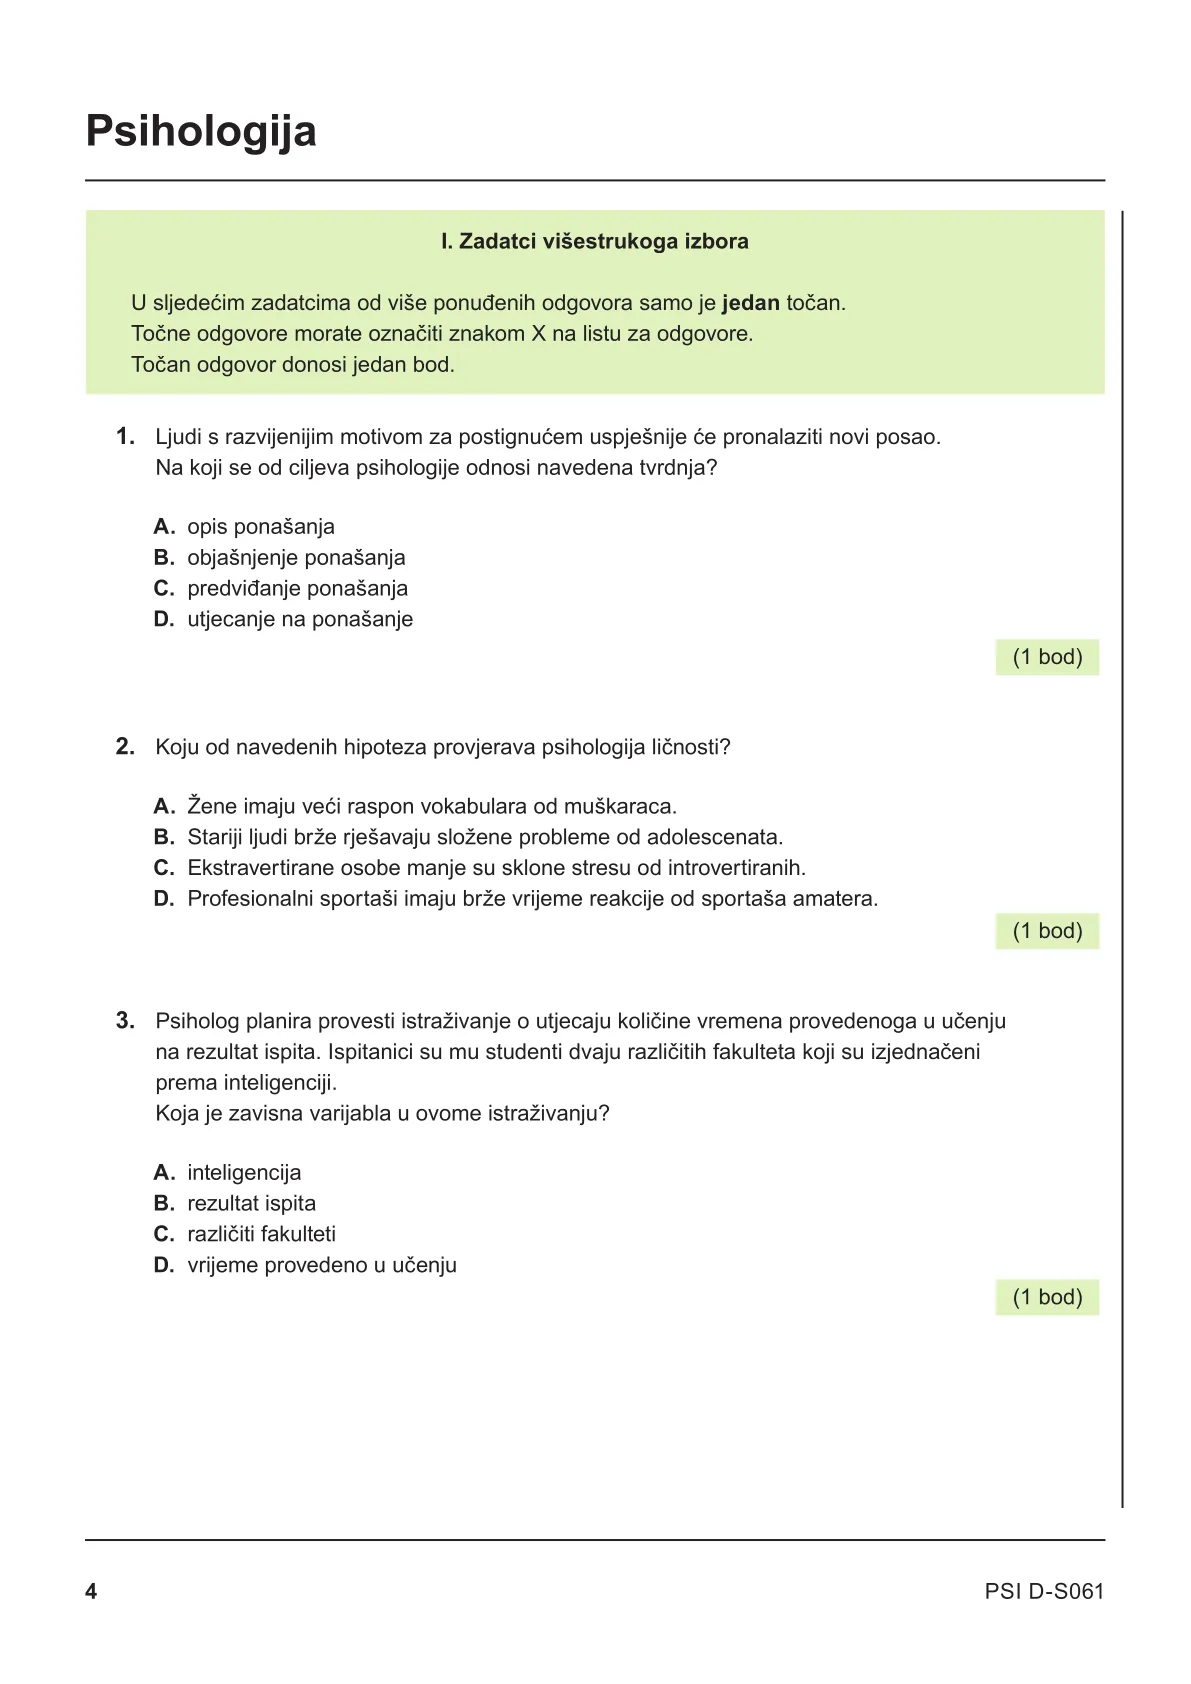 Psihologija
I. Zadatci višestrukoga izbora
U sljedećim zadatcima od više ponuđenih odgovora samo je jedan točan.
Točne odgovore morate označiti znakom X na listu za odgovore.
Točan odgovor donosi jedan bod.
1. Ljudi s razvijenijim motivom za postignućem uspješnije će pronalaziti novi posao.
Na koji se od ciljeva psihologije odnosi navedena tvrdnja?
A. opis ponašanja
B. objašnjenje ponašanja
C. predviđanje ponašanja
D. utjecanje na ponašanje
(1 bod)
2. Koju od navedenih hipoteza provjerava psihologija ličnosti?
A. Žene imaju veći raspon vokabulara od muškaraca.
B. Stariji ljudi brže rješavaju složene probleme od adolescenata.
C. Ekstravertirane osobe manje su sklone stresu od introvertiranih.
D. Profesionalni sportaši imaju brže vrijeme reakcije od sportaša amatera.
(1 bod)
3. Psiholog planira provesti istraživanje o utjecaju količine vremena provedenoga u učenju
na rezultat ispita. Ispitanici su mu studenti dvaju različitih fakulteta koji su izjednačeni
prema inteligenciji.
Koja je zavisna varijabla u ovome istraživanju?
A. inteligencija
B. rezultat ispita
C. različiti fakulteti
D. vrijeme provedeno u učenju
(1 bod)
4
PSI D-S061